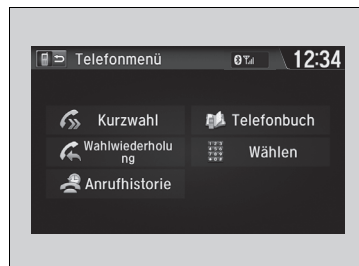 Telefonmenü
12:34
Kurzwahl
Telefonbuch
Wahlwiederholu
ng
Wählen
Anrufhistorie